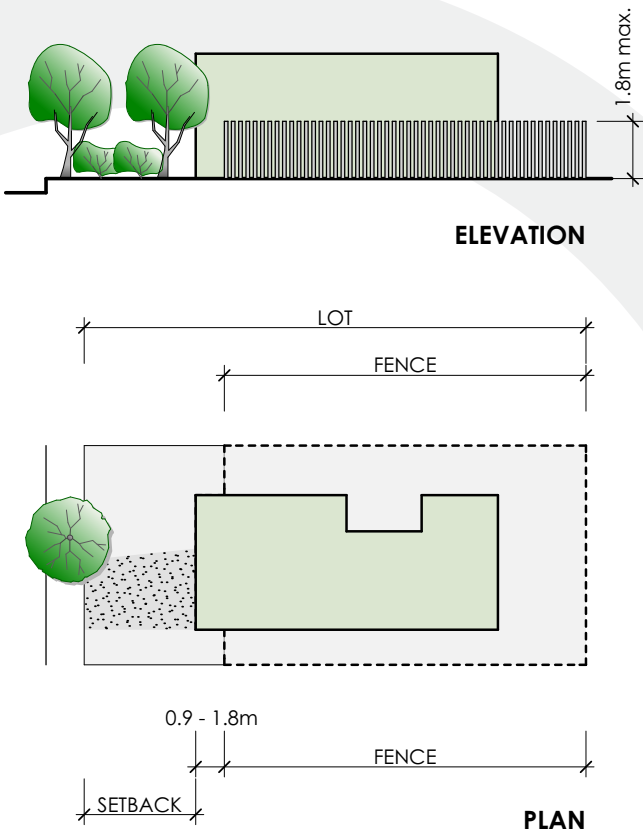 1.8m max.
ELEVATION
LOT
FENCE
0.9 - 1.8m
FENCE
SETBACK
PLAN